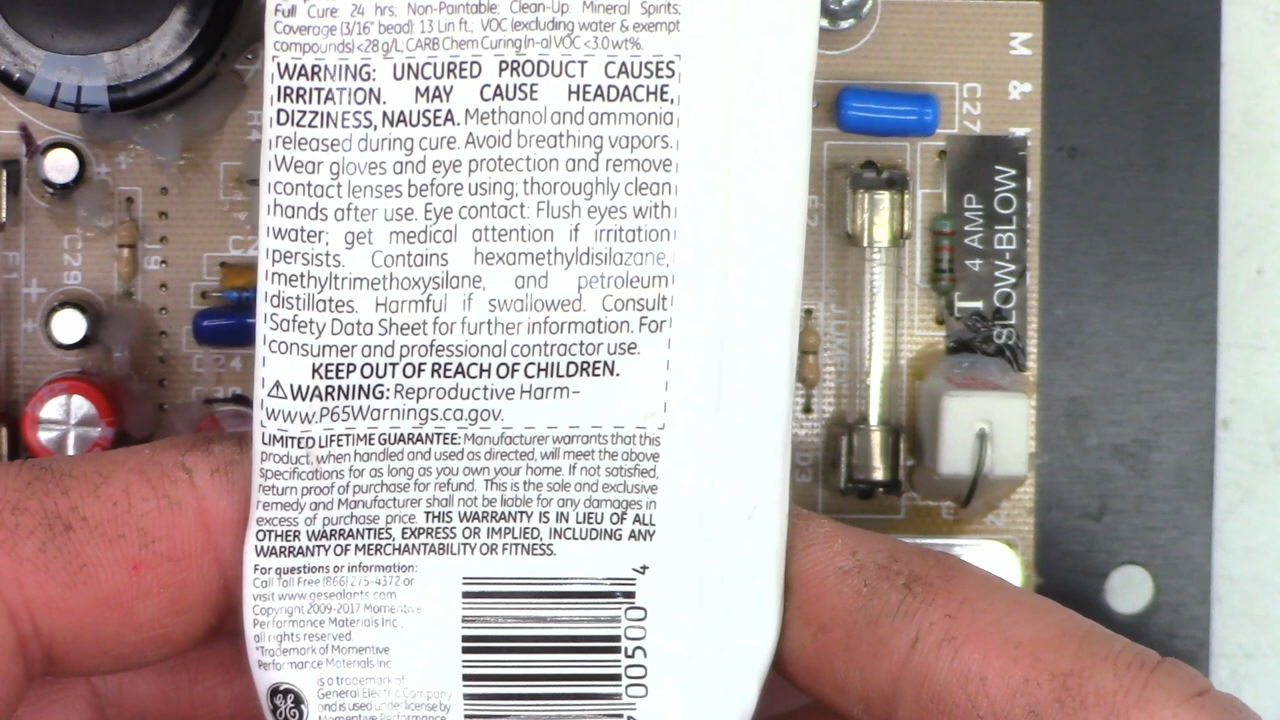 Full Cure: 24 hrs; Non-Paintable; Clean-Up: Mineral Spirits;
Coverage (3/16" bead): 13 Lin ft.; VOC (excluding water & exempt
compounds) <28 g/L; CARB Chem Curing (n-a) VOC <3.0 wt%.
WARNING: UNCURED PRODUCT CAUSES
IRRITATION. MAY CAUSE HEADACHE,
DIZZINESS, NAUSEA. Methanol and ammonia
released during cure. Avoid breathing vapors.
Wear gloves and eye protection and remove
contact lenses before using; thoroughly clean
hands after use. Eye contact: Flush eyes with
water; get medical attention if irritation
persists. Contains hexamethyldisilazane,
methyltrimethoxysilane, and petroleum
distillates. Harmful if swallowed. Consult
Safety Data Sheet for further information. For
consumer and professional contractor use.
KEEP OUT OF REACH OF CHILDREN.
⚠WARNING: Reproductive Harm-
www.P65Warnings.ca.gov.
LIMITED LIFETIME GUARANTEE: Manufacturer warrants that this
product, when handled and used as directed, will meet the above
specifications for as long as you own your home. If not satisfied,
return proof of purchase for refund. This is the sole and exclusive
remedy and Manufacturer shall not be liable for any damages in
excess of purchase price. THIS WARRANTY IS IN LIEU OF ALL
OTHER WARRANTIES, EXPRESS OR IMPLIED, INCLUDING ANY
WARRANTY OF MERCHANTABILITY OR FITNESS.
For questions or information:
Call Toll Free (866) 275-4372 or
visit www.gesealants.com
Copyright 2009-2017 Momentive
Performance Materials Inc.,
all rights reserved.
*Trademark of Momentive
Performance Materials Inc
GE
is a trademark of
General Electric Company
and is used under license by
Momentive Performance
00500 4
M &
C27
4 AMP
T SLOW-BLOW
JUMPER
C29
J9
C24
F1